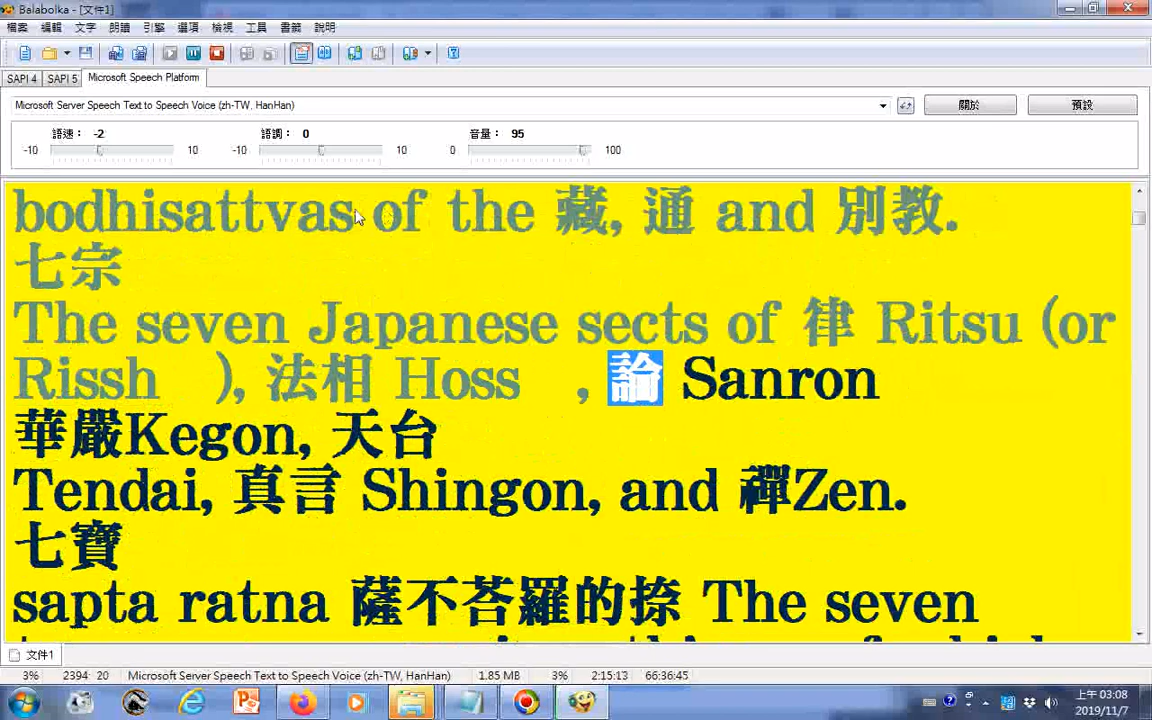 Balabolka - [文件1]
檔案 編輯 文字 朗讀 引擎 選項 檢視 工具 書籤 說明
SAPI 4 SAPI 5 Microsoft Speech Platform
Microsoft Server Speech Text to Speech Voice (zh-TW, HanHan) 關於 預設
語速: -2 語調: 0 音量: 95
-10 10 -10 10 0 100
bodhisattvas of the 藏, 通 and 別教.
七宗
The seven Japanese sects of 律 Ritsu (or
Rissh ), 法相 Hoss , 論 Sanron
華嚴Kegon, 天台
Tendai, 真言 Shingon, and 禪Zen.
七寶
sapta ratna 薩不荅羅的捺 The seven
文件1
3% 2394 20 Microsoft Server Speech Text to Speech Voice (zh-TW, HanHan) 1.85 MB 3% 2:15:13 66:36:45
上午 03:08
2019/11/7